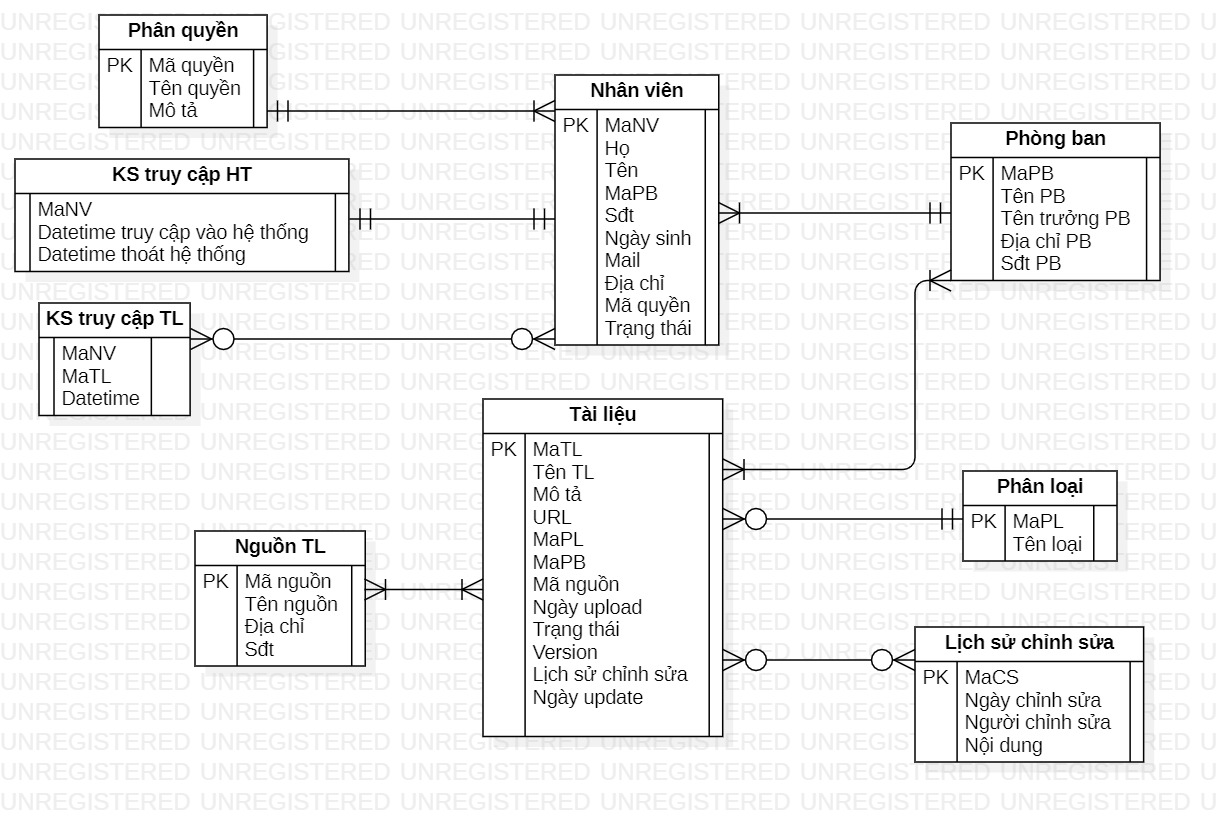 Phân quyền
PK Mã quyền
Tên quyền
Mô tả
KS truy cập HT
MaNV
Datetime truy cập vào hệ thống
Datetime thoát hệ thống
KS truy cập TL
MaNV
MaTL
Datetime
Nhân viên
PK MaNV
Họ
Tên
MaPB
Sđt
Ngày sinh
Mail
Địa chỉ
Mã quyền
Trạng thái
Phòng ban
PK MaPB
Tên PB
Tên trưởng PB
Địa chỉ PB
Sđt PB
Tài liệu
PK MaTL
Tên TL
Mô tả
URL
MaPL
MaPB
Mã nguồn
Ngày upload
Trạng thái
Version
Lịch sử chỉnh sửa
Ngày update
Nguồn TL
PK Mã nguồn
Tên nguồn
Địa chỉ
Sđt
Phân loại
PK MaPL
Tên loại
Lịch sử chỉnh sửa
PK MaCS
Ngày chỉnh sửa
Người chỉnh sửa
Nội dung
UNREGISTERED